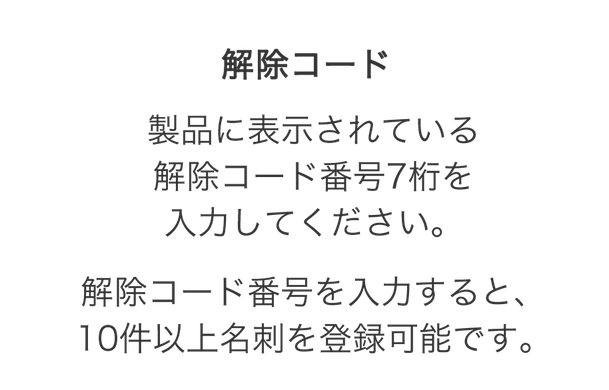 解除コード
製品に表示されている
解除コード番号7桁を
入力してください。
解除コード番号を入力すると、
10件以上名刺を登録可能です。